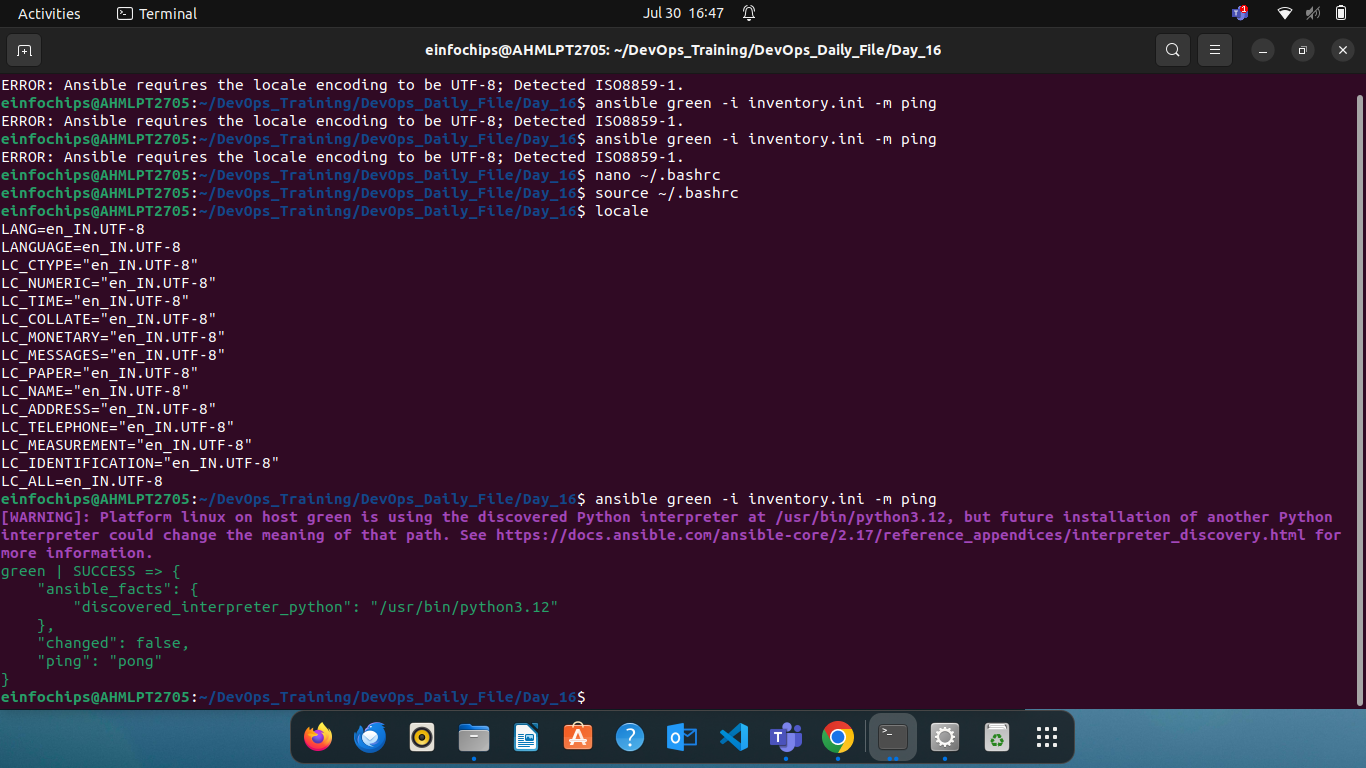 Activities
Terminal
Jul 30 16:47
1
einfochips@AHMLPT2705: ~/DevOps_Training/DevOps_Daily_File/Day_16
ERROR: Ansible requires the locale encoding to be UTF-8; Detected ISO8859-1.
einfochips@AHMLPT2705:~/DevOps_Training/DevOps_Daily_File/Day_16$ ansible green -i inventory.ini -m ping
ERROR: Ansible requires the locale encoding to be UTF-8; Detected ISO8859-1.
einfochips@AHMLPT2705:~/DevOps_Training/DevOps_Daily_File/Day_16$ ansible green -i inventory.ini -m ping
ERROR: Ansible requires the locale encoding to be UTF-8; Detected ISO8859-1.
einfochips@AHMLPT2705:~/DevOps_Training/DevOps_Daily_File/Day_16$ nano ~/.bashrc
einfochips@AHMLPT2705:~/DevOps_Training/DevOps_Daily_File/Day_16$ source ~/.bashrc
einfochips@AHMLPT2705:~/DevOps_Training/DevOps_Daily_File/Day_16$ locale
LANG=en_IN.UTF-8
LANGUAGE=en_IN.UTF-8
LC_CTYPE="en_IN.UTF-8"
LC_NUMERIC="en_IN.UTF-8"
LC_TIME="en_IN.UTF-8"
LC_COLLATE="en_IN.UTF-8"
LC_MONETARY="en_IN.UTF-8"
LC_MESSAGES="en_IN.UTF-8"
LC_PAPER="en_IN.UTF-8"
LC_NAME="en_IN.UTF-8"
LC_ADDRESS="en_IN.UTF-8"
LC_TELEPHONE="en_IN.UTF-8"
LC_MEASUREMENT="en_IN.UTF-8"
LC_IDENTIFICATION="en_IN.UTF-8"
LC_ALL=en_IN.UTF-8
einfochips@AHMLPT2705:~/DevOps_Training/DevOps_Daily_File/Day_16$ ansible green -i inventory.ini -m ping
[WARNING]: Platform linux on host green is using the discovered Python interpreter at /usr/bin/python3.12, but future installation of another Python
interpreter could change the meaning of that path. See https://docs.ansible.com/ansible-core/2.17/reference_appendices/interpreter_discovery.html for
more information.
green | SUCCESS => {
    "ansible_facts": {
        "discovered_interpreter_python": "/usr/bin/python3.12"
    },
    "changed": false,
    "ping": "pong"
}
einfochips@AHMLPT2705:~/DevOps_Training/DevOps_Daily_File/Day_16$